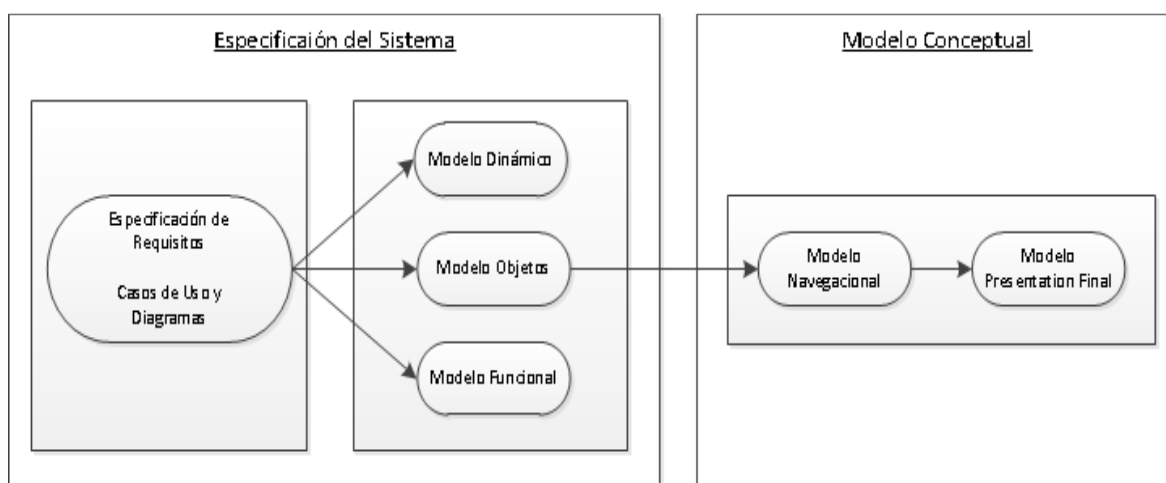 Especificaión del Sistema
Modelo Conceptual
Especificación de
Requisitos
Casos de Uso y
Diagramas
Modelo Dinámico
Modelo Objetos
Modelo Funcional
Modelo
Navegacional
Modelo
Presentation Final